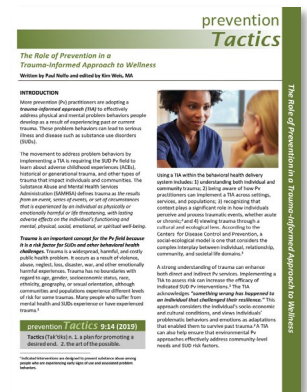 prevention
Tactics
The Role of Prevention in a
Trauma-Informed Approach to Wellness
Written by Paul Nolfo and edited by Kim Weis, MA
INTRODUCTION
More prevention (Pv) practitioners are adopting a
trauma-informed approach (TIA) to effectively
address physical and mental problem behaviors people
develop as a result of experiencing past or current
trauma. These problem behaviors can lead to serious
illness and disease such as substance use disorders
(SUDs).
The movement to address problem behaviors by
implementing a TIA is requiring the SUD Pv field to
learn about adverse childhood experiences (ACEs),
historical or generational trauma, and other types of
trauma that impact individuals and communities. The
Substance Abuse and Mental Health Services
Administration (SAMHSA) defines trauma as the results
from an event, series of events, or set of circumstances
that is experienced by an individual as physically or
emotionally harmful or life threatening, with lasting
adverse effects on the individual's functioning and
mental, physical, social, emotional, or spiritual well-being.
Trauma is an important concept for the Pv field because
it is a risk factor for SUDs and other behavioral health
challenges. Trauma is a widespread, harmful, and costly
public health problem. It occurs as a result of violence,
abuse, neglect, loss, disaster, war, and other emotionally
harmful experiences. Trauma has no boundaries with
regard to age, gender, socioeconomic status, race,
ethnicity, geography, or sexual orientation, although
communities and populations experience different levels
of risk for some traumas. Many people who suffer from
mental health and SUDs experience or have experienced
trauma.
prevention Tactics 9:14 (2019)
Tactics (Tak'tiks) n. 1. a plan for promoting a
desired end. 2. the art of the possible.
Indicated interventions are designed to prevent substance abuse among
people who are experiencing early signs of use and associated problem
behaviors.
Using a TIA within the behavioral health delivery
system includes: 1) understanding both individual and
community trauma; 2) being aware of how Pv
practitioners can implement a TIA across settings,
services, and populations; 3) recognizing that
context plays a significant role in how individuals
perceive and process traumatic events, whether acute
or chronic; and 4) viewing trauma through a
cultural and ecological lens. According to the
Centers for Disease Control and Prevention, a
social-ecological model is one that considers the
complex interplay between individual, relationship,
community, and societal life domains.
A strong understanding of trauma can enhance
both direct and indirect Pv services. Implementing a
TIA to assess risk can increase the efficacy of
indicated SUD Pv interventions. The TIA
acknowledges "something wrong has happened to
an individual that challenged their resilience." This
approach considers the individual's socio economic
and cultural conditions, and views individuals'
problematic behaviors and emotions as adaptations
that enabled them to survive past trauma. A TIA
can also help ensure that environmental Pv
approaches effectively address community-level
needs and SUD risk factors.
The Role of Prevention in a Trauma-Informed Approach to Wellness